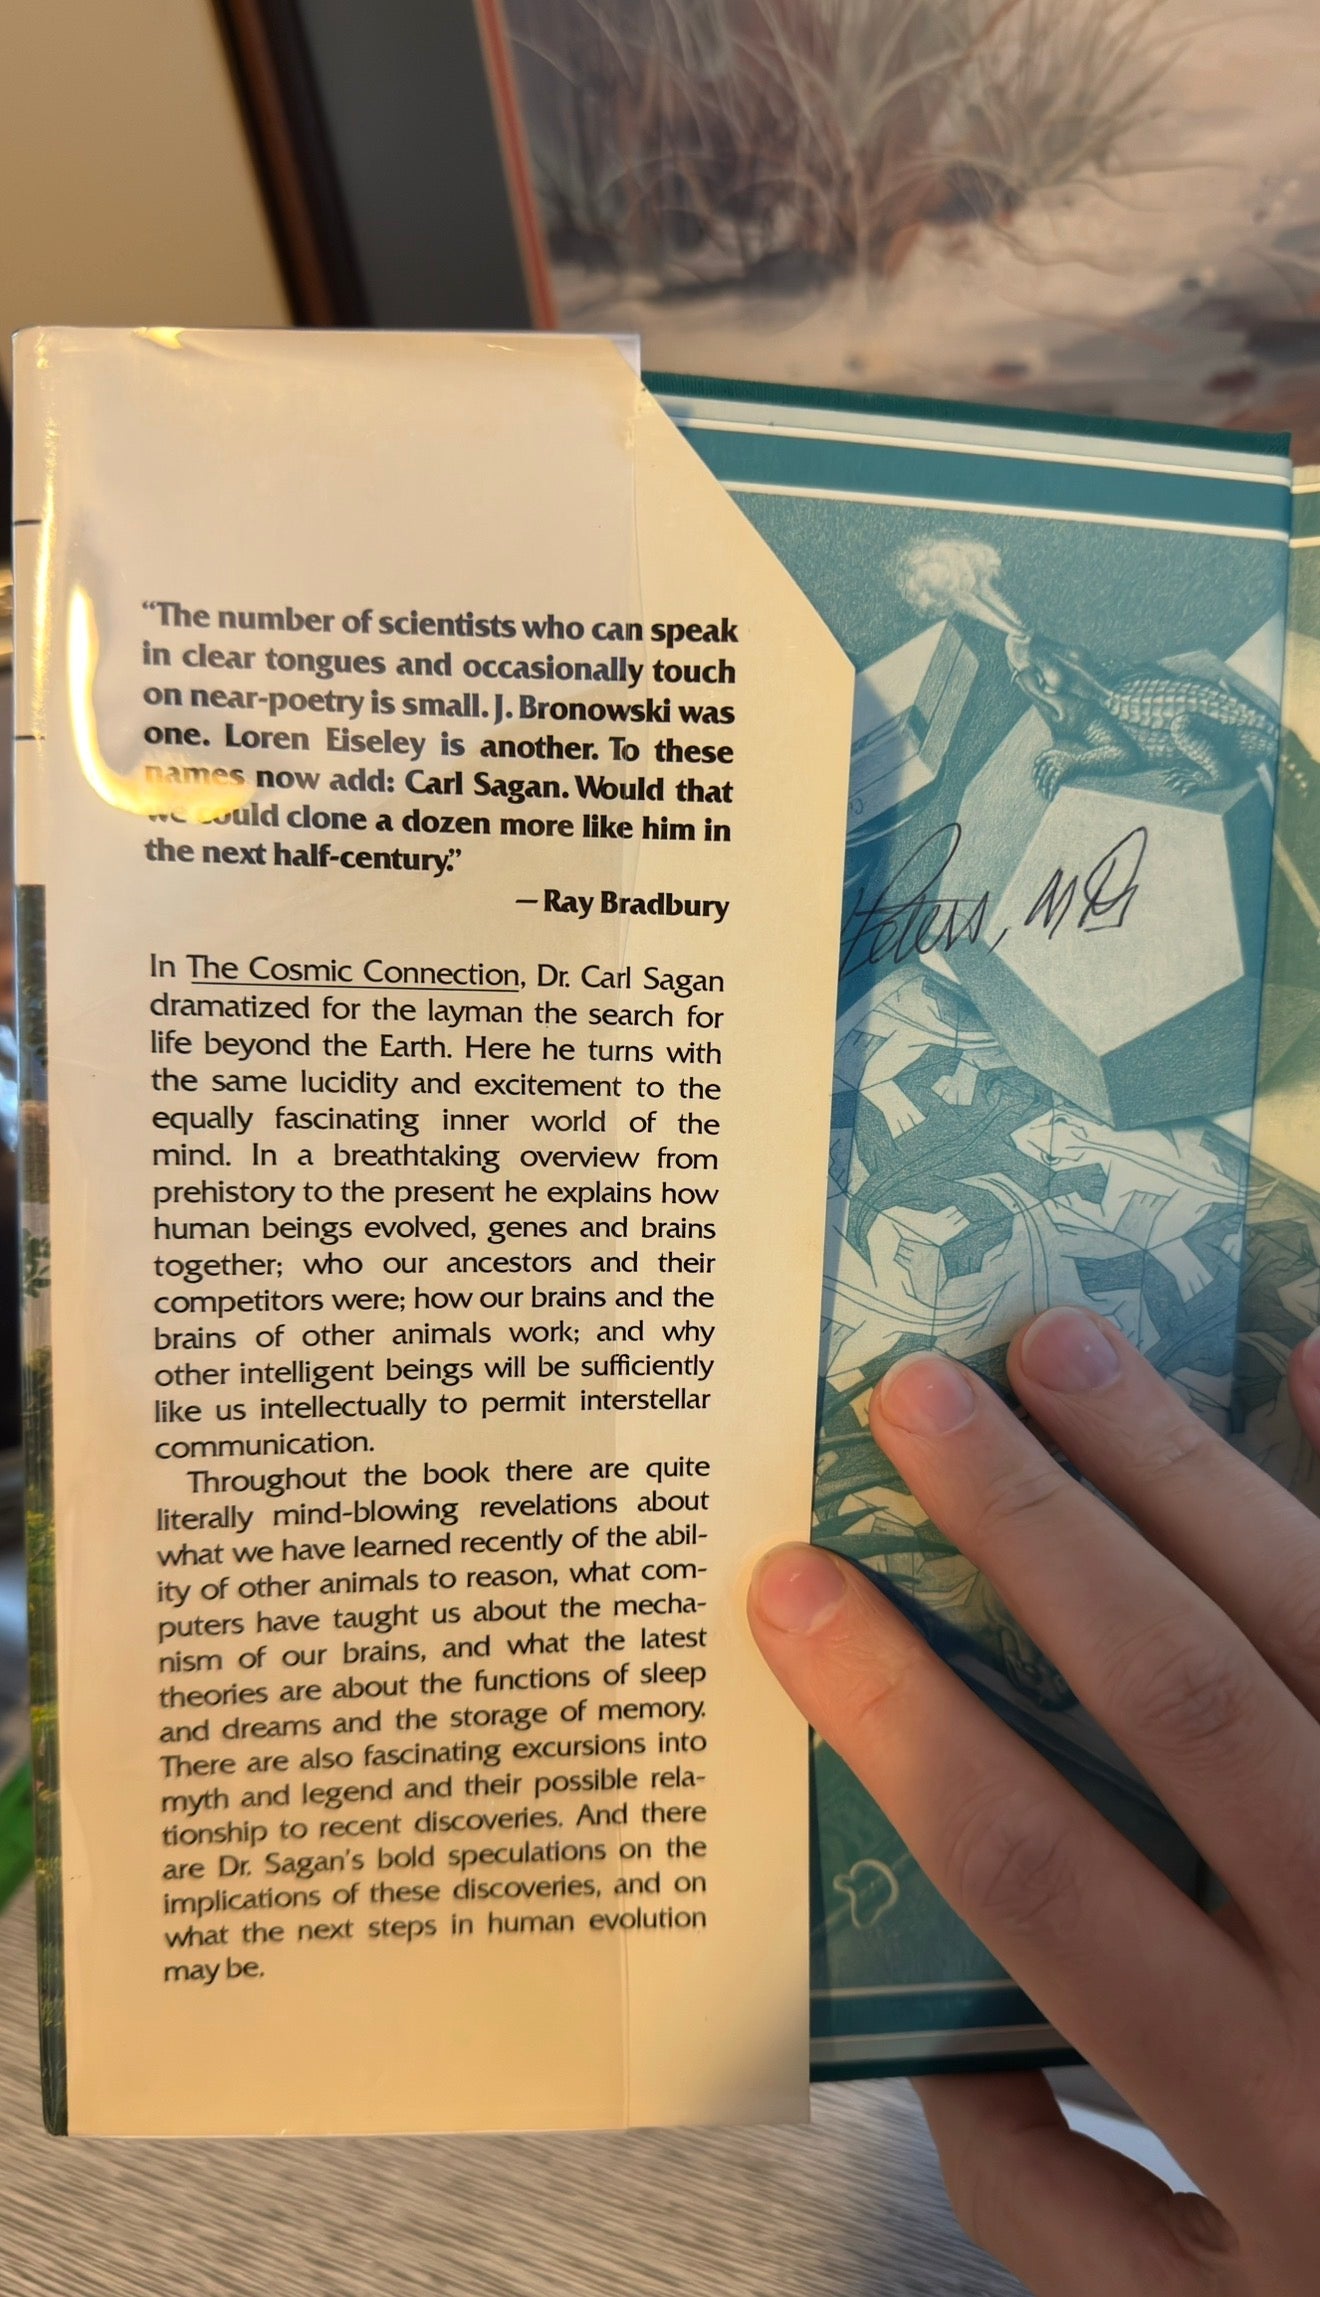 “The number of scientists who can speak
in clear tongues and occasionally touch
on near-poetry is small. J. Bronowski was
one. Loren Eiseley is another. To these
names now add: Carl Sagan. Would that
we could clone a dozen more like him in
the next half-century.”
— Ray Bradbury
In The Cosmic Connection, Dr. Carl Sagan
dramatized for the layman the search for
life beyond the Earth. Here he turns with
the same lucidity and excitement to the
equally fascinating inner world of the
mind. In a breathtaking overview from
prehistory to the present he explains how
human beings evolved, genes and brains
together; who our ancestors and their
competitors were; how our brains and the
brains of other animals work; and why
other intelligent beings will be sufficiently
like us intellectually to permit interstellar
communication.
Throughout the book there are quite
literally mind-blowing revelations about
what we have learned recently of the abil-
ity of other animals to reason, what com-
puters have taught us about the mecha-
nism of our brains, and what the latest
theories are about the functions of sleep
and dreams and the storage of memory.
There are also fascinating excursions into
myth and legend and their possible rela-
tionship to recent discoveries. And there
are Dr. Sagan's bold speculations on the
implications of these discoveries, and on
what the next steps in human evolution
may be.
Peters, MD